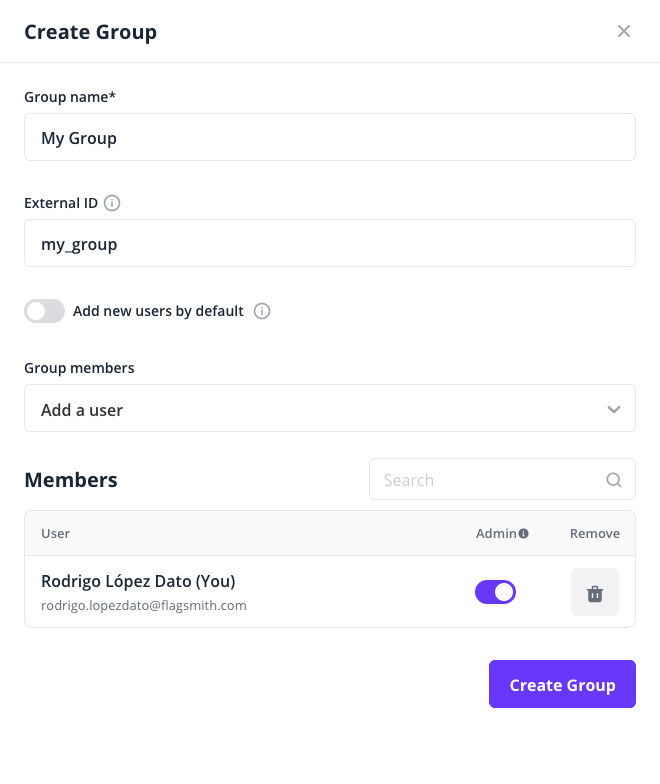 Create Group
Group name*
My Group
External ID
my_group
Add new users by default
Group members
Add a user
Members
Search
User Admin Remove
Rodrigo López Dato (You)
rodrigo.lopezdato@flagsmith.com
Create Group